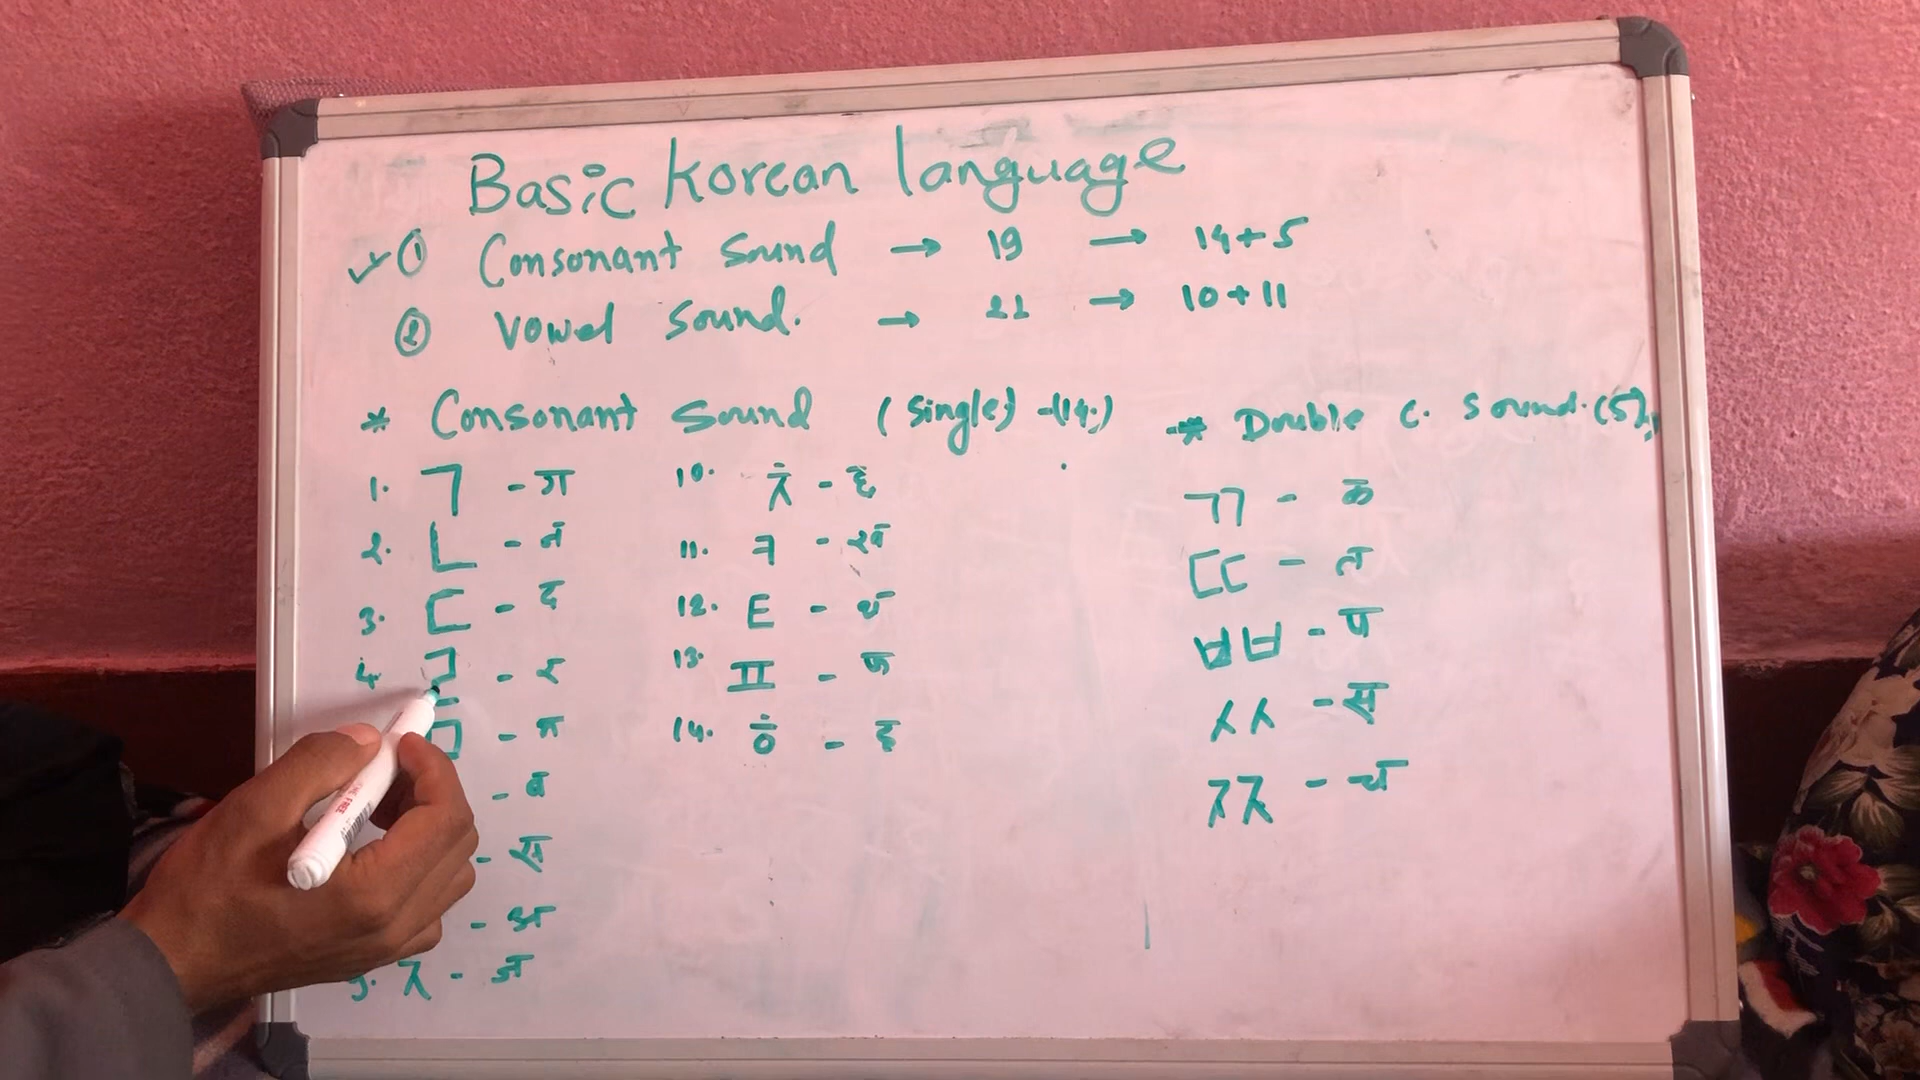 Basic Korean language
① Consonant Sound → 19 → 14+5
② Vowel Sound. → 21 → 10+11
* Consonant Sound (Single) -(14.)
1. ㄱ - ग
2. ㄴ - न
3. ㄷ - द
4. - र
ㅁ - म
- ब
- स
- अ
9. ㅈ - ज
10. ㅊ - छ
11. ㅋ - ख
12. ㅌ - थ
13. ㅍ - फ
14. ㅎ - ह
* Double C. Sound. (5)
ㄲ - क
ㄸ - त
ㅃ - प
ㅆ - स
ㅉ - च